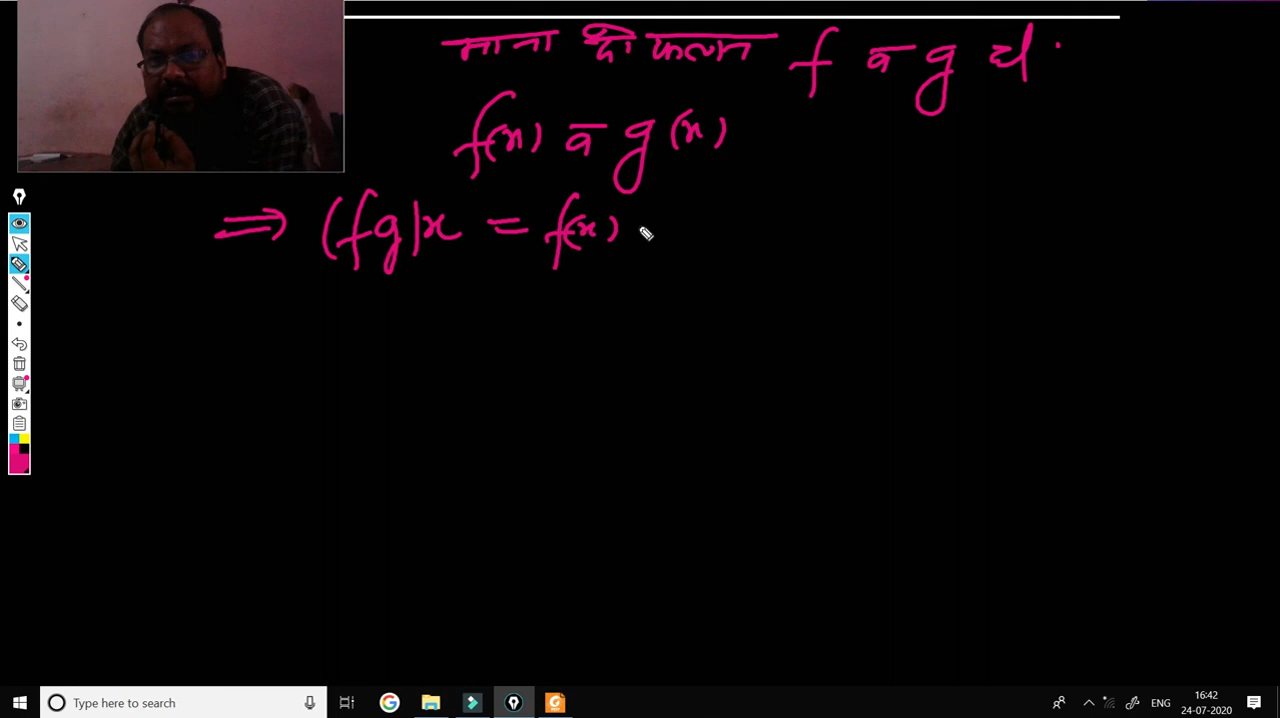 माना दो फलन f व g हैं.
f(x) व g(x)
⇒ (fg)x = f(x)
Type here to search
ENG
16:42
24-07-2020